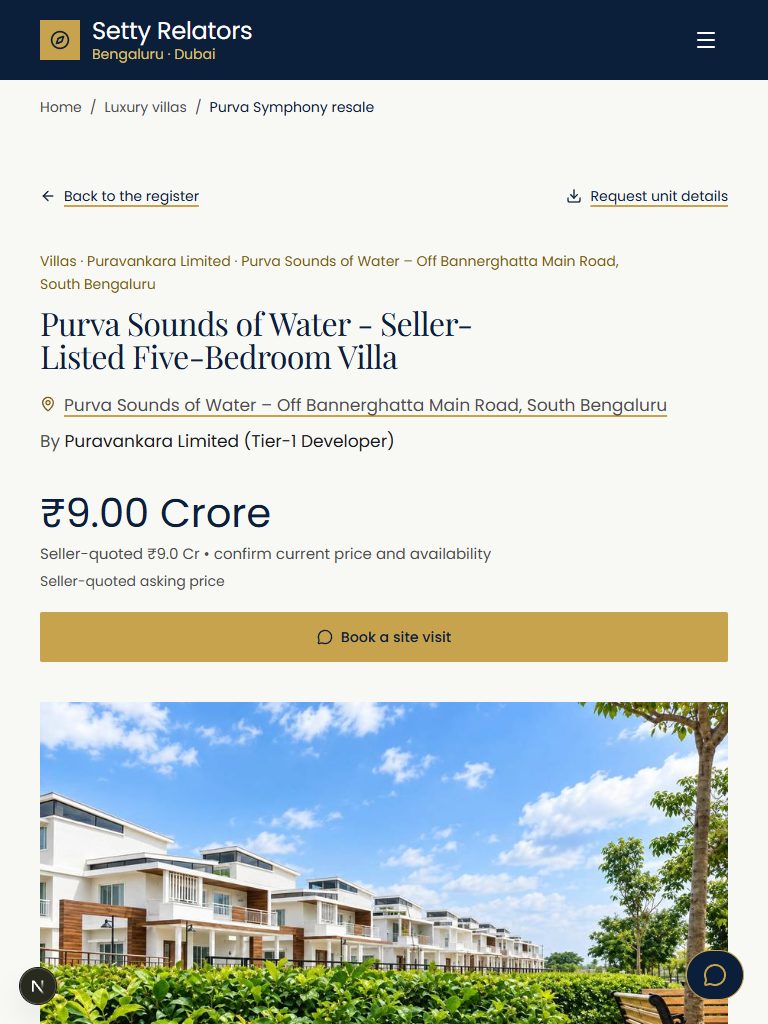 Setty Relators
Bengaluru · Dubai
Home / Luxury villas / Purva Symphony resale
Back to the register
Request unit details
Villas · Puravankara Limited · Purva Sounds of Water – Off Bannerghatta Main Road,
South Bengaluru
Purva Sounds of Water - Seller-
Listed Five-Bedroom Villa
Purva Sounds of Water – Off Bannerghatta Main Road, South Bengaluru
By Puravankara Limited (Tier-1 Developer)
₹9.00 Crore
Seller-quoted ₹9.0 Cr • confirm current price and availability
Seller-quoted asking price
Book a site visit
N